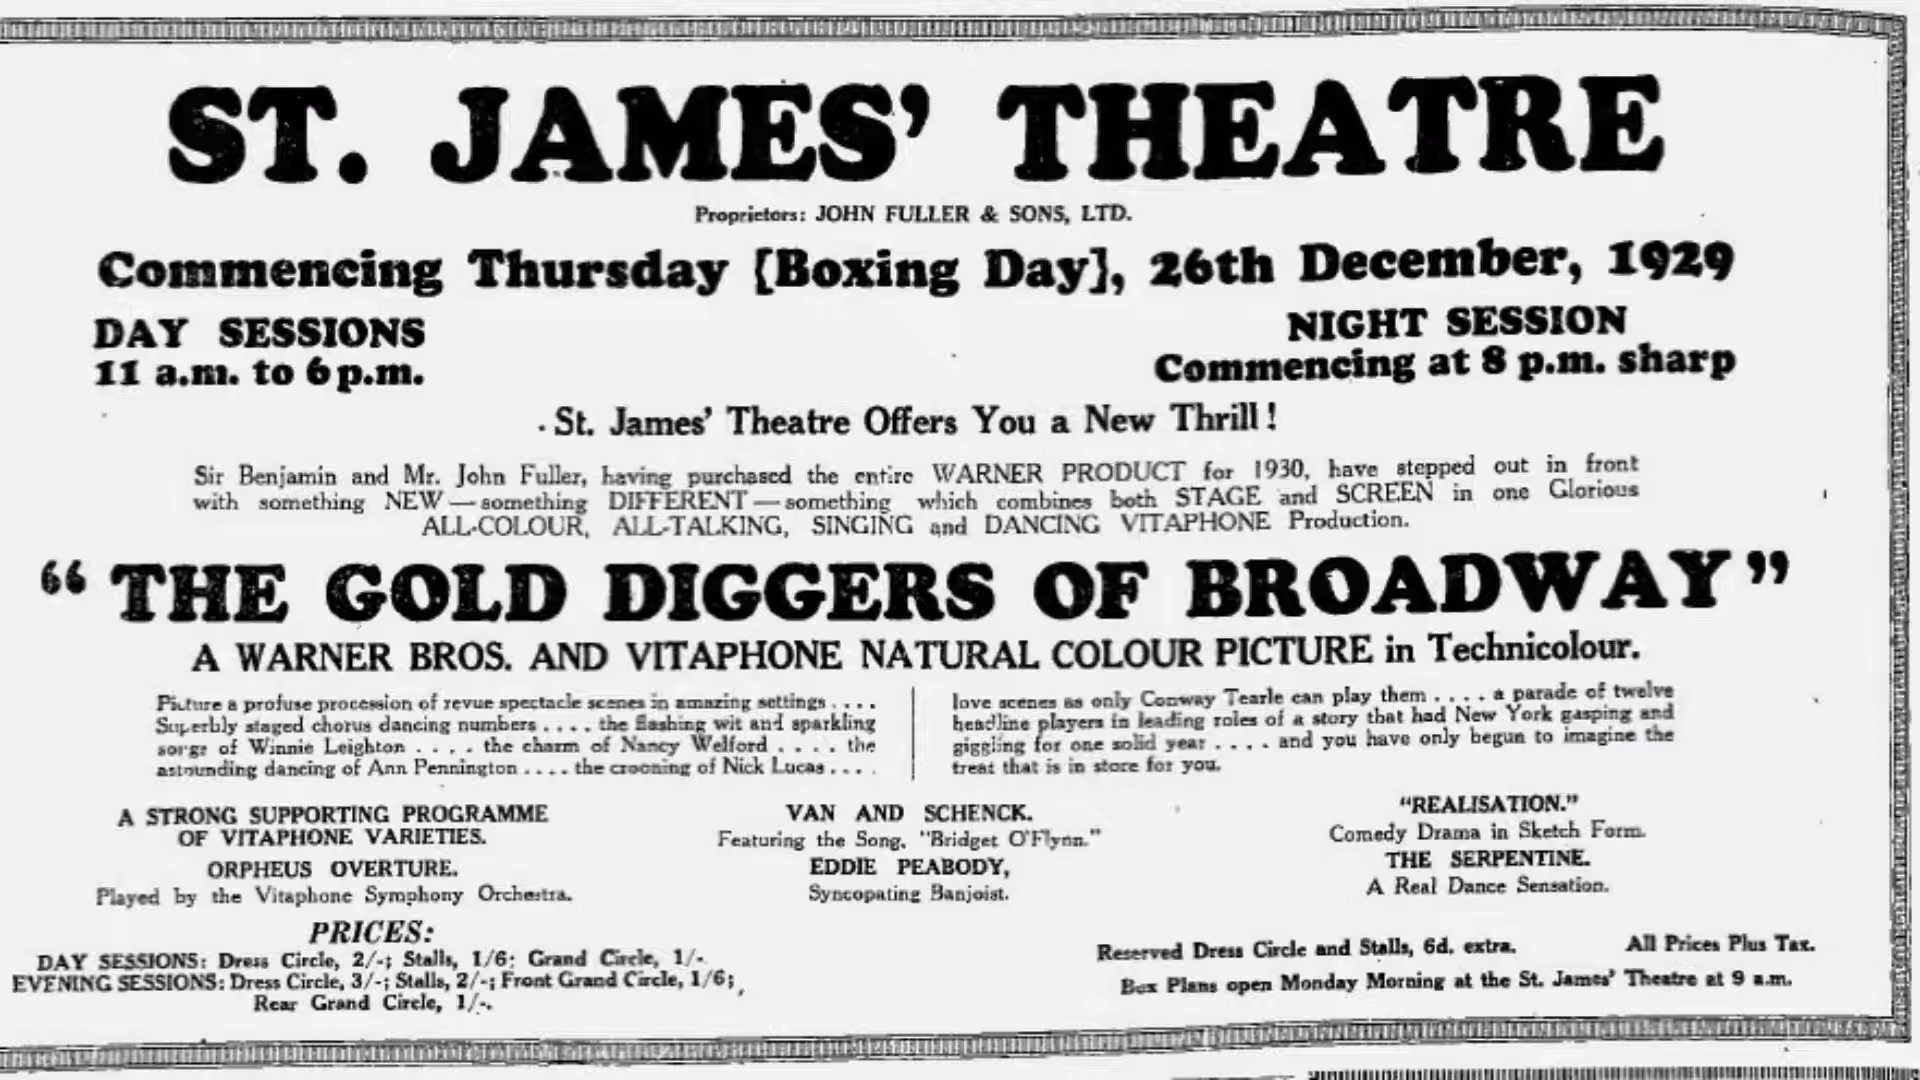 ST. JAMES' THEATRE
Proprietors: JOHN FULLER & SONS, LTD.
Commencing Thursday [Boxing Day], 26th December, 1929
DAY SESSIONS
11 a.m. to 6 p.m.
NIGHT SESSION
Commencing at 8 p.m. sharp
St. James' Theatre Offers You a New Thrill!
Sir Benjamin and Mr. John Fuller, having purchased the entire WARNER PRODUCT for 1930, have stepped out in front
with something NEW—something DIFFERENT—something which combines both STAGE and SCREEN in one Glorious
ALL-COLOUR, ALL-TALKING, SINGING and DANCING VITAPHONE Production.
"THE GOLD DIGGERS OF BROADWAY"
A WARNER BROS. AND VITAPHONE NATURAL COLOUR PICTURE in Technicolour.
Picture a profuse procession of revue spectacle scenes in amazing settings ....
Superbly staged chorus dancing numbers .... the flashing wit and sparkling
songs of Winnie Leighton .... the charm of Nancy Welford .... the
astounding dancing of Ann Pennington .... the crooning of Nick Lucas ....
love scenes as only Conway Tearle can play them .... a parade of twelve
headline players in leading roles of a story that had New York gasping and
giggling for one solid year .... and you have only begun to imagine the
treat that is in store for you.
A STRONG SUPPORTING PROGRAMME
OF VITAPHONE VARIETIES.
ORPHEUS OVERTURE.
Played by the Vitaphone Symphony Orchestra.
VAN AND SCHENCK.
Featuring the Song, "Bridget O'Flynn."
EDDIE PEABODY,
Syncopating Banjoist.
"REALISATION."
Comedy Drama in Sketch Form.
THE SERPENTINE.
A Real Dance Sensation.
PRICES:
DAY SESSIONS: Dress Circle, 2/-; Stalls, 1/6; Grand Circle, 1/-
EVENING SESSIONS: Dress Circle, 3/-; Stalls, 2/-; Front Grand Circle, 1/6;
Rear Grand Circle, 1/-.
Reserved Dress Circle and Stalls, 6d. extra.
All Prices Plus Tax.
Box Plans open Monday Morning at the St. James' Theatre at 9 a.m.